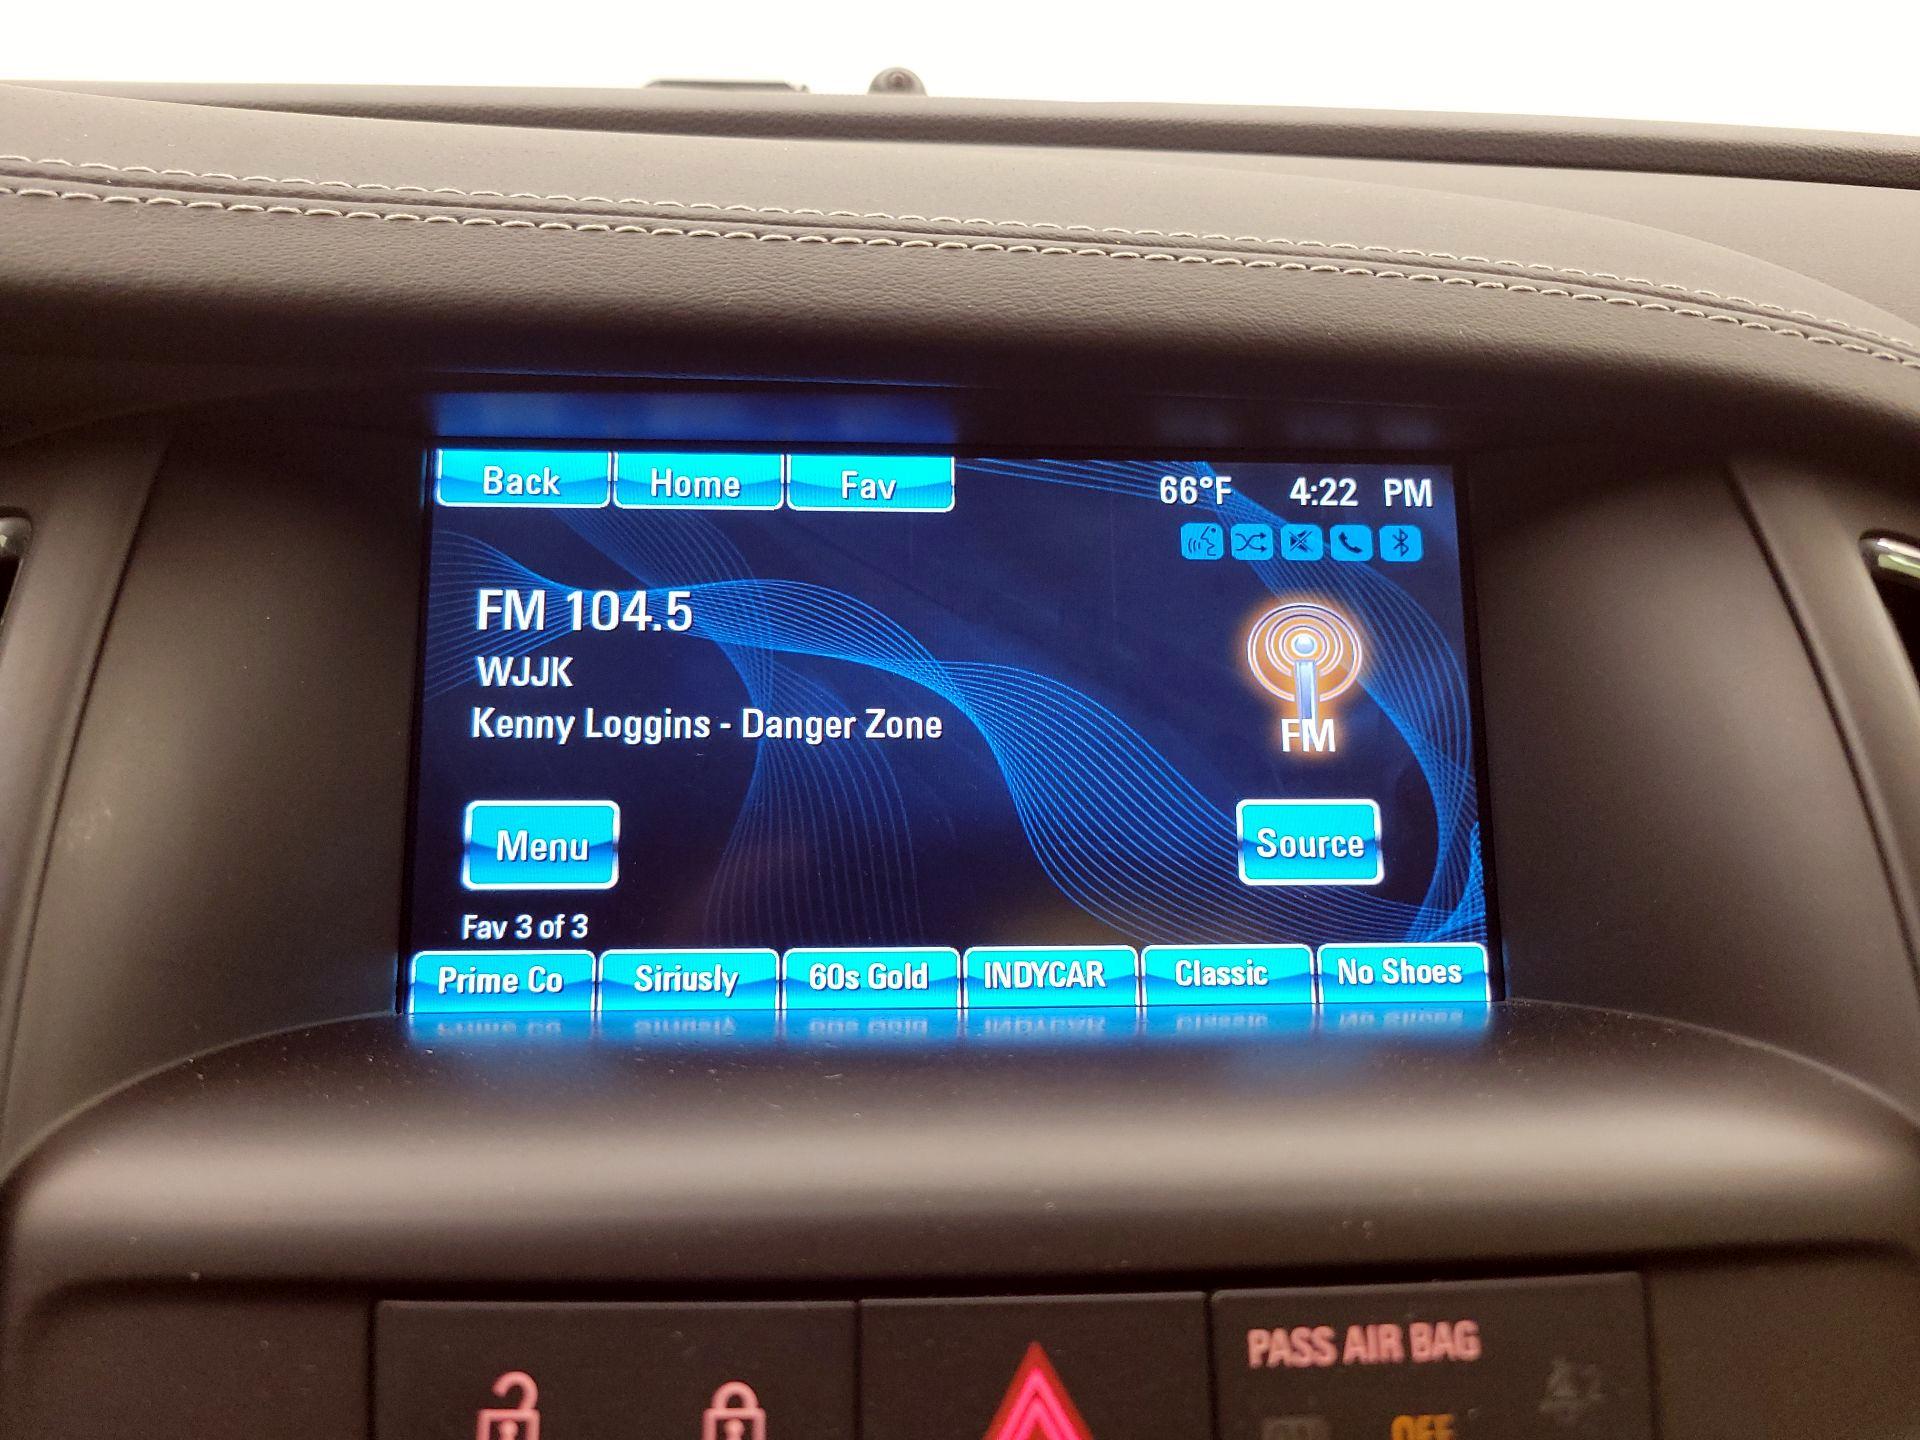 Back Home Fav 66°F 4:22 PM
FM 104.5
WJJK
Kenny Loggins - Danger Zone
FM
Menu Source
Fav 3 of 3
Prime Co Siriusly 60s Gold INDYCAR Classic No Shoes
PASS AIR BAG
OFF